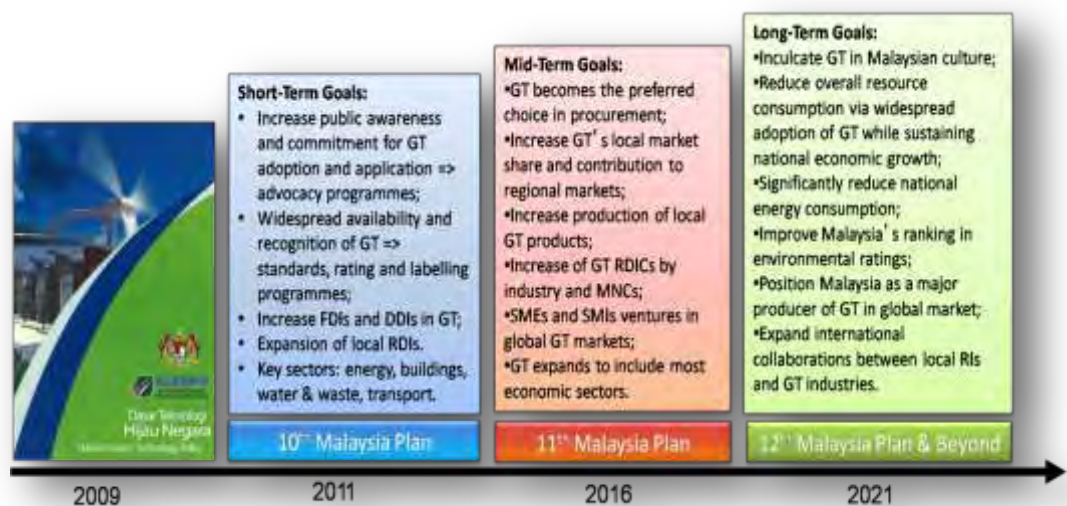 Dasar Teknologi
Hijau Negara
Short-Term Goals:
• Increase public awareness
and commitment for GT
adoption and application =>
advocacy programmes;
• Widespread availability and
recognition of GT =>
standards, rating and labelling
programmes;
• Increase FDIs and DDIs in GT;
• Expansion of local RDIs.
• Key sectors: energy, buildings,
water & waste, transport.
10th Malaysia Plan
Mid-Term Goals:
•GT becomes the preferred
choice in procurement;
•Increase GT's local market
share and contribution to
regional markets;
•Increase production of local
GT products;
•Increase of GT RDICs by
industry and MNCs;
•SMEs and SMIs ventures in
global GT markets;
•GT expands to include most
economic sectors.
11th Malaysia Plan
Long-Term Goals:
•Inculcate GT in Malaysian culture;
•Reduce overall resource
consumption via widespread
adoption of GT while sustaining
national economic growth;
•Significantly reduce national
energy consumption;
•Improve Malaysia's ranking in
environmental ratings;
•Position Malaysia as a major
producer of GT in global market;
•Expand international
collaborations between local RIs
and GT industries.
12th Malaysia Plan & Beyond
2009
2011
2016
2021